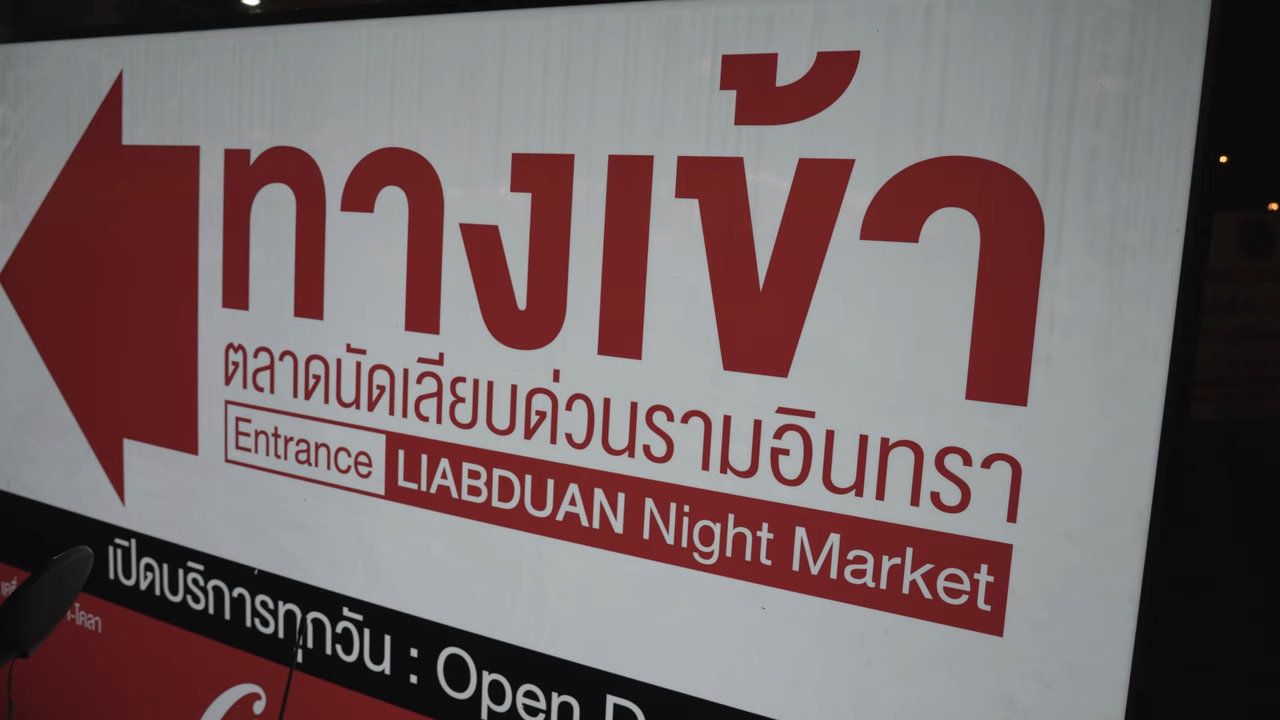 ทางเข้า
ตลาดนัดเลียบด่วนรามอินทรา
Entrance LIABDUAN Night Market
เปิดบริการทุกวัน : Open